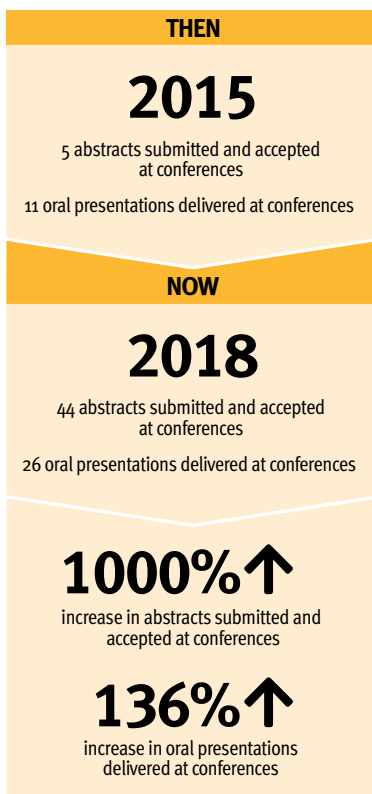 THEN
2015
5 abstracts submitted and accepted
at conferences
11 oral presentations delivered at conferences
NOW
2018
44 abstracts submitted and accepted
at conferences
26 oral presentations delivered at conferences
1000%↑
increase in abstracts submitted and
accepted at conferences
136%↑
increase in oral presentations
delivered at conferences